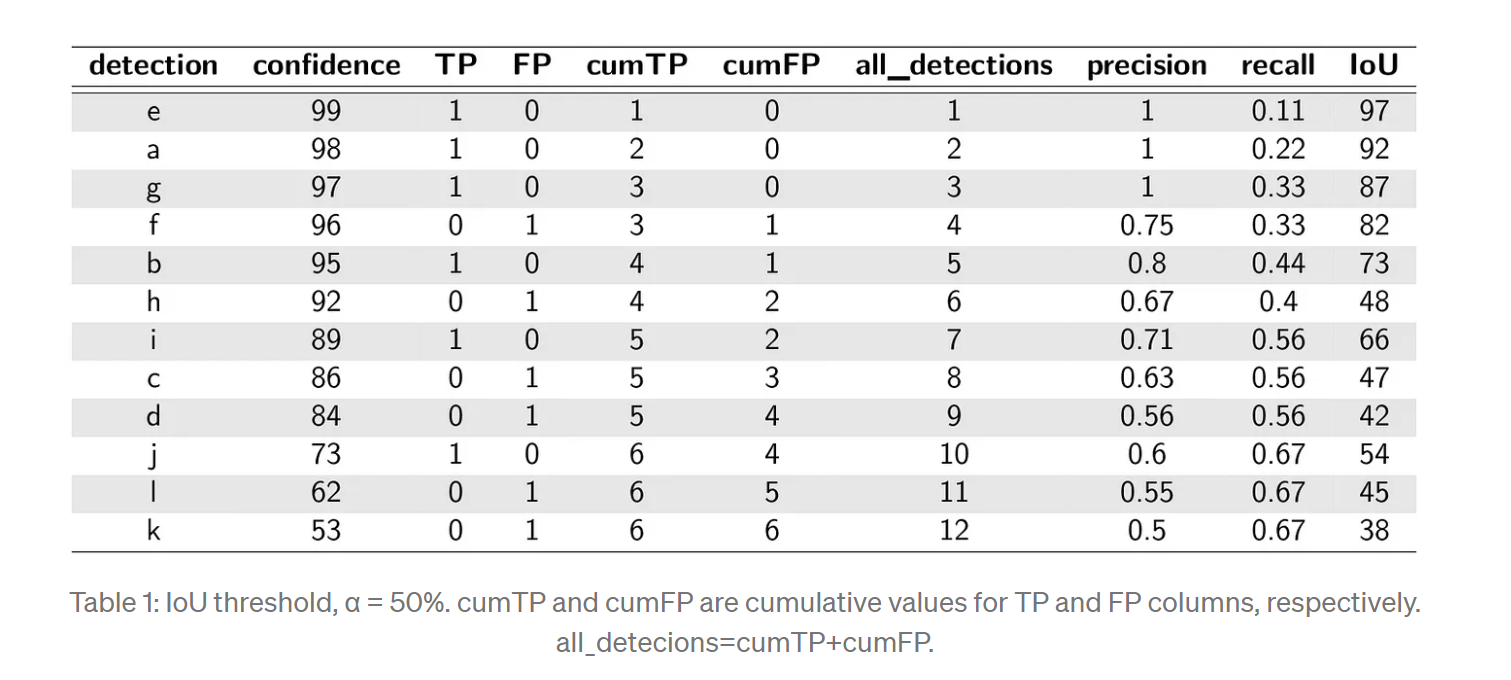 detection confidence TP FP cumTP cumFP all_detections precision recall IoU
e 99 1 0 1 0 1 1 0.11 97
a 98 1 0 2 0 2 1 0.22 92
g 97 1 0 3 0 3 1 0.33 87
f 96 0 1 3 1 4 0.75 0.33 82
b 95 1 0 4 1 5 0.8 0.44 73
h 92 0 1 4 2 6 0.67 0.4 48
i 89 1 0 5 2 7 0.71 0.56 66
c 86 0 1 5 3 8 0.63 0.56 47
d 84 0 1 5 4 9 0.56 0.56 42
j 73 1 0 6 4 10 0.6 0.67 54
l 62 0 1 6 5 11 0.55 0.67 45
k 53 0 1 6 6 12 0.5 0.67 38
Table 1: IoU threshold, α = 50%. cumTP and cumFP are cumulative values for TP and FP columns, respectively.
all_detecions=cumTP+cumFP.